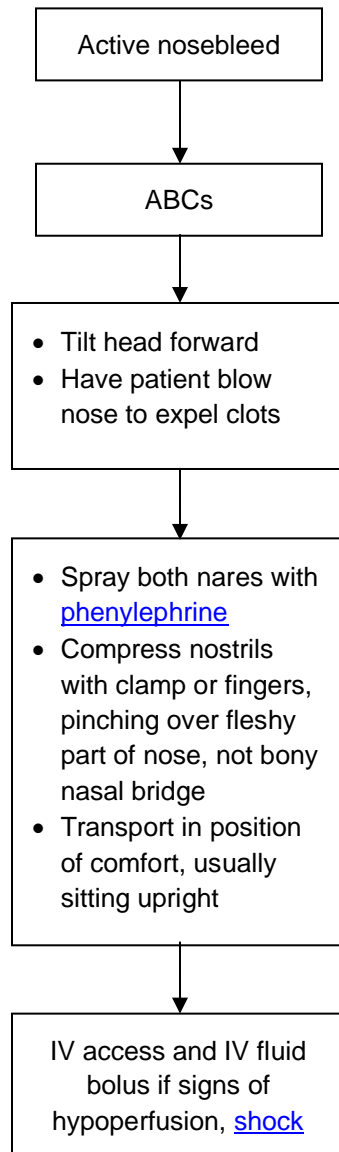 Active nosebleed
ABCs
• Tilt head forward
• Have patient blow
nose to expel clots
• Spray both nares with
phenylephrine
• Compress nostrils
with clamp or fingers,
pinching over fleshy
part of nose, not bony
nasal bridge
• Transport in position
of comfort, usually
sitting upright
IV access and IV fluid
bolus if signs of
hypoperfusion, shock